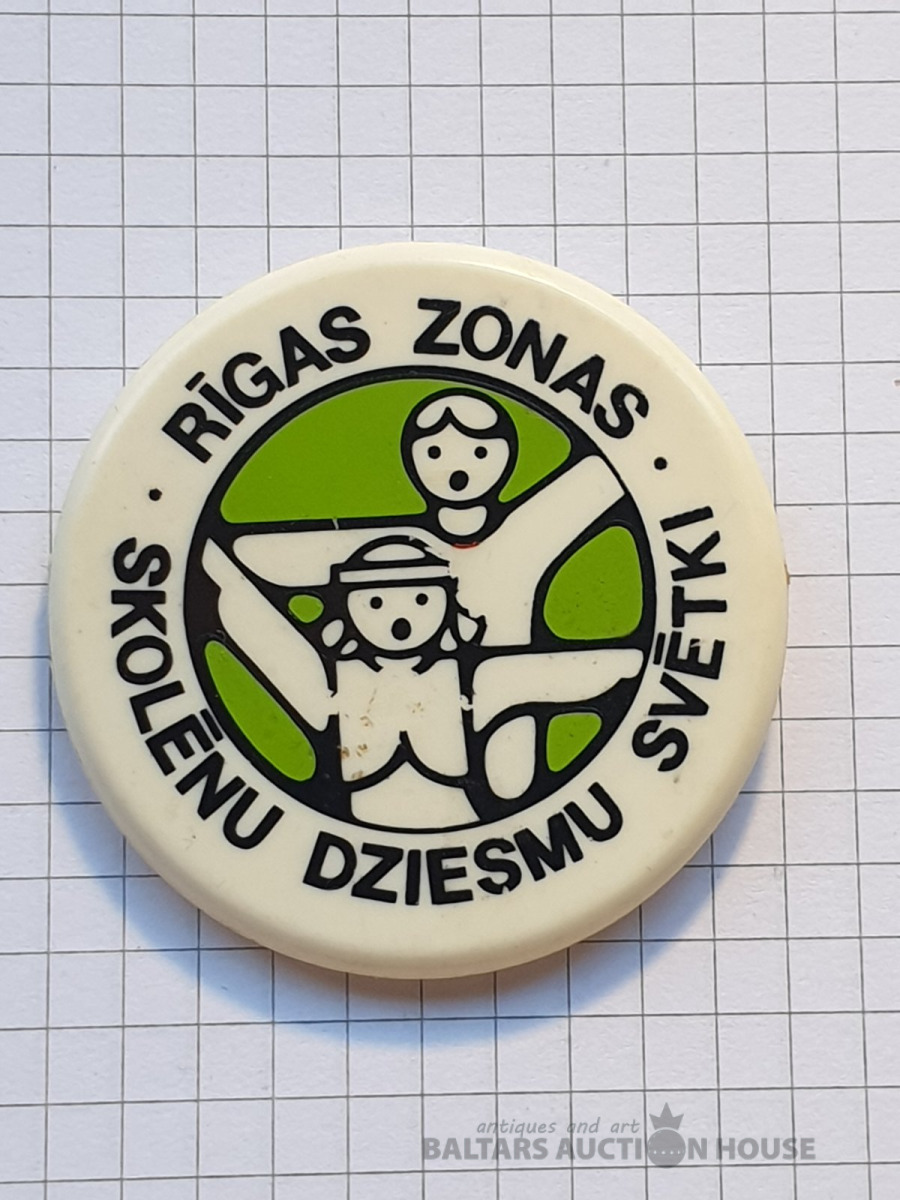 RĪGAS ZONAS
· SKOLĒNU DZIESMU SVĒTKI ·
antiques and art
BALTARS AUCTION HOUSE